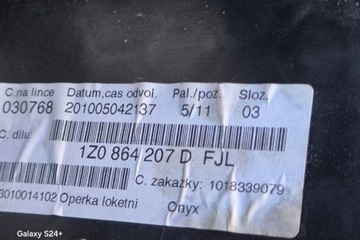 C.na lince Datum,cas odvol. Pal./poz. Sloz.
030768 201005042137 5/11 03
C. dilu.
1Z0 864 207 D FJL
C. zakazky: 1018339079
3010014102 Operka loketni Onyx
Galaxy S24+